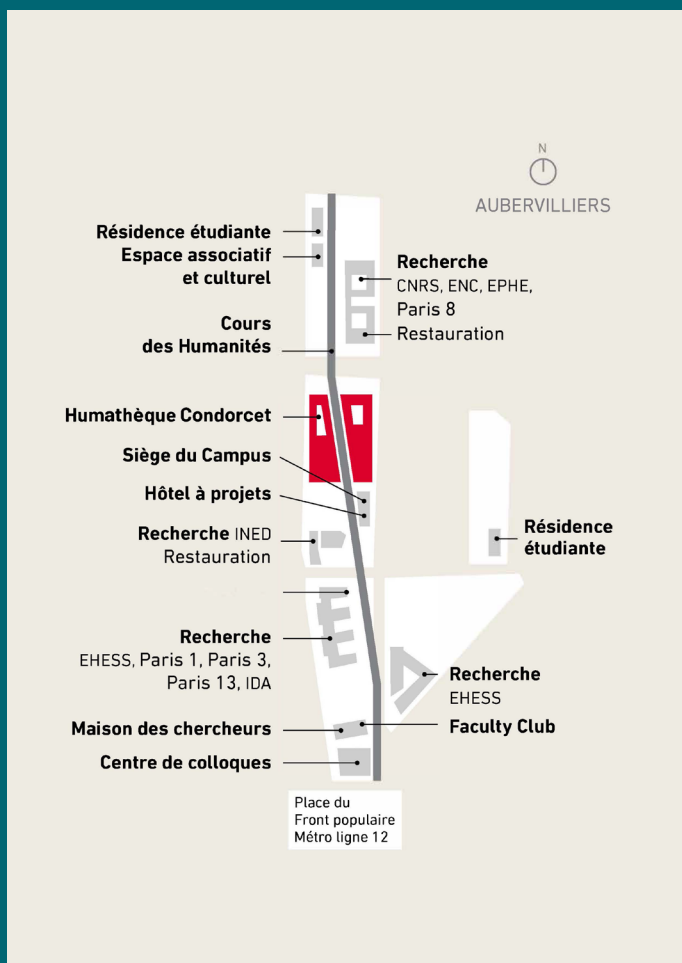 N
AUBERVILLIERS
Résidence étudiante
Espace associatif
et culturel
Recherche
CNRS, ENC, EPHE,
Paris 8
Restauration
Cours
des Humanités
Humathèque Condorcet
Siège du Campus
Hôtel à projets
Recherche INED
Restauration
Résidence
étudiante
Recherche
EHESS, Paris 1, Paris 3,
Paris 13, IDA
Recherche
EHESS
Maison des chercheurs
Faculty Club
Centre de colloques
Place du
Front populaire
Métro ligne 12